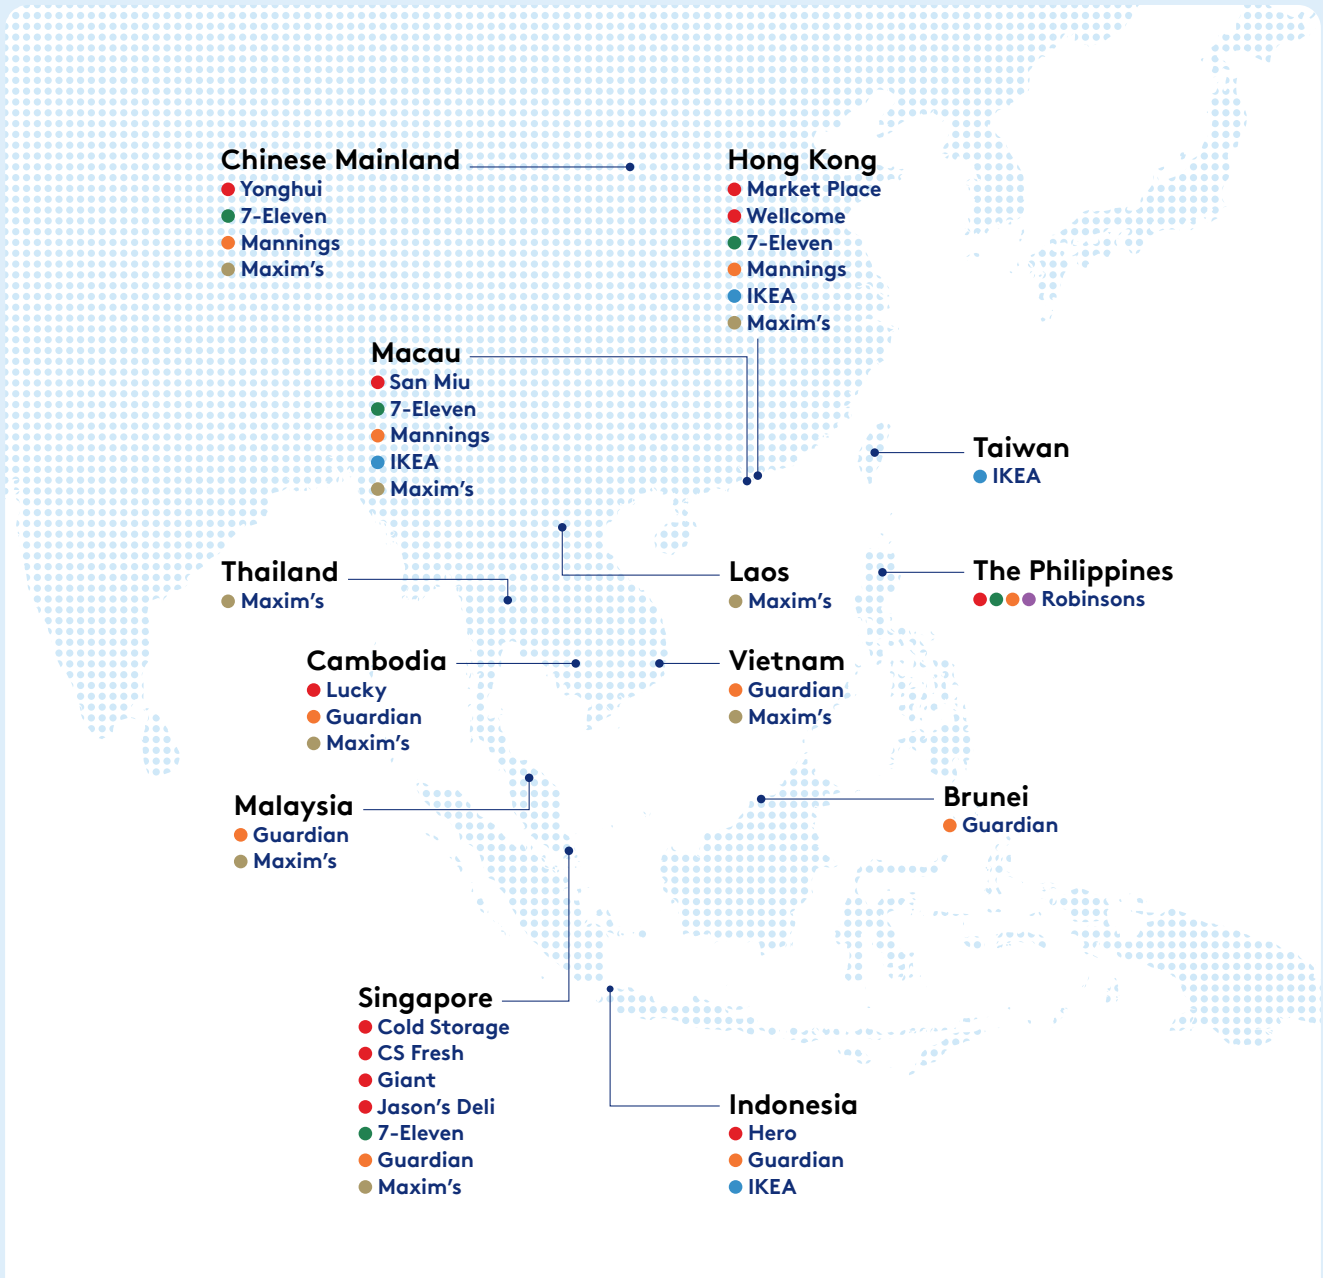 Chinese Mainland
Yonghui
7-Eleven
Mannings
Maxim’s
Hong Kong
Market Place
Wellcome
7-Eleven
Mannings
IKEA
Maxim’s
Macau
San Miu
7-Eleven
Mannings
IKEA
Maxim’s
Taiwan
IKEA
Thailand
Maxim’s
Laos
Maxim’s
The Philippines
Robinsons
Cambodia
Lucky
Guardian
Maxim’s
Vietnam
Guardian
Maxim’s
Malaysia
Guardian
Maxim’s
Brunei
Guardian
Singapore
Cold Storage
CS Fresh
Giant
Jason’s Deli
7-Eleven
Guardian
Maxim’s
Indonesia
Hero
Guardian
IKEA